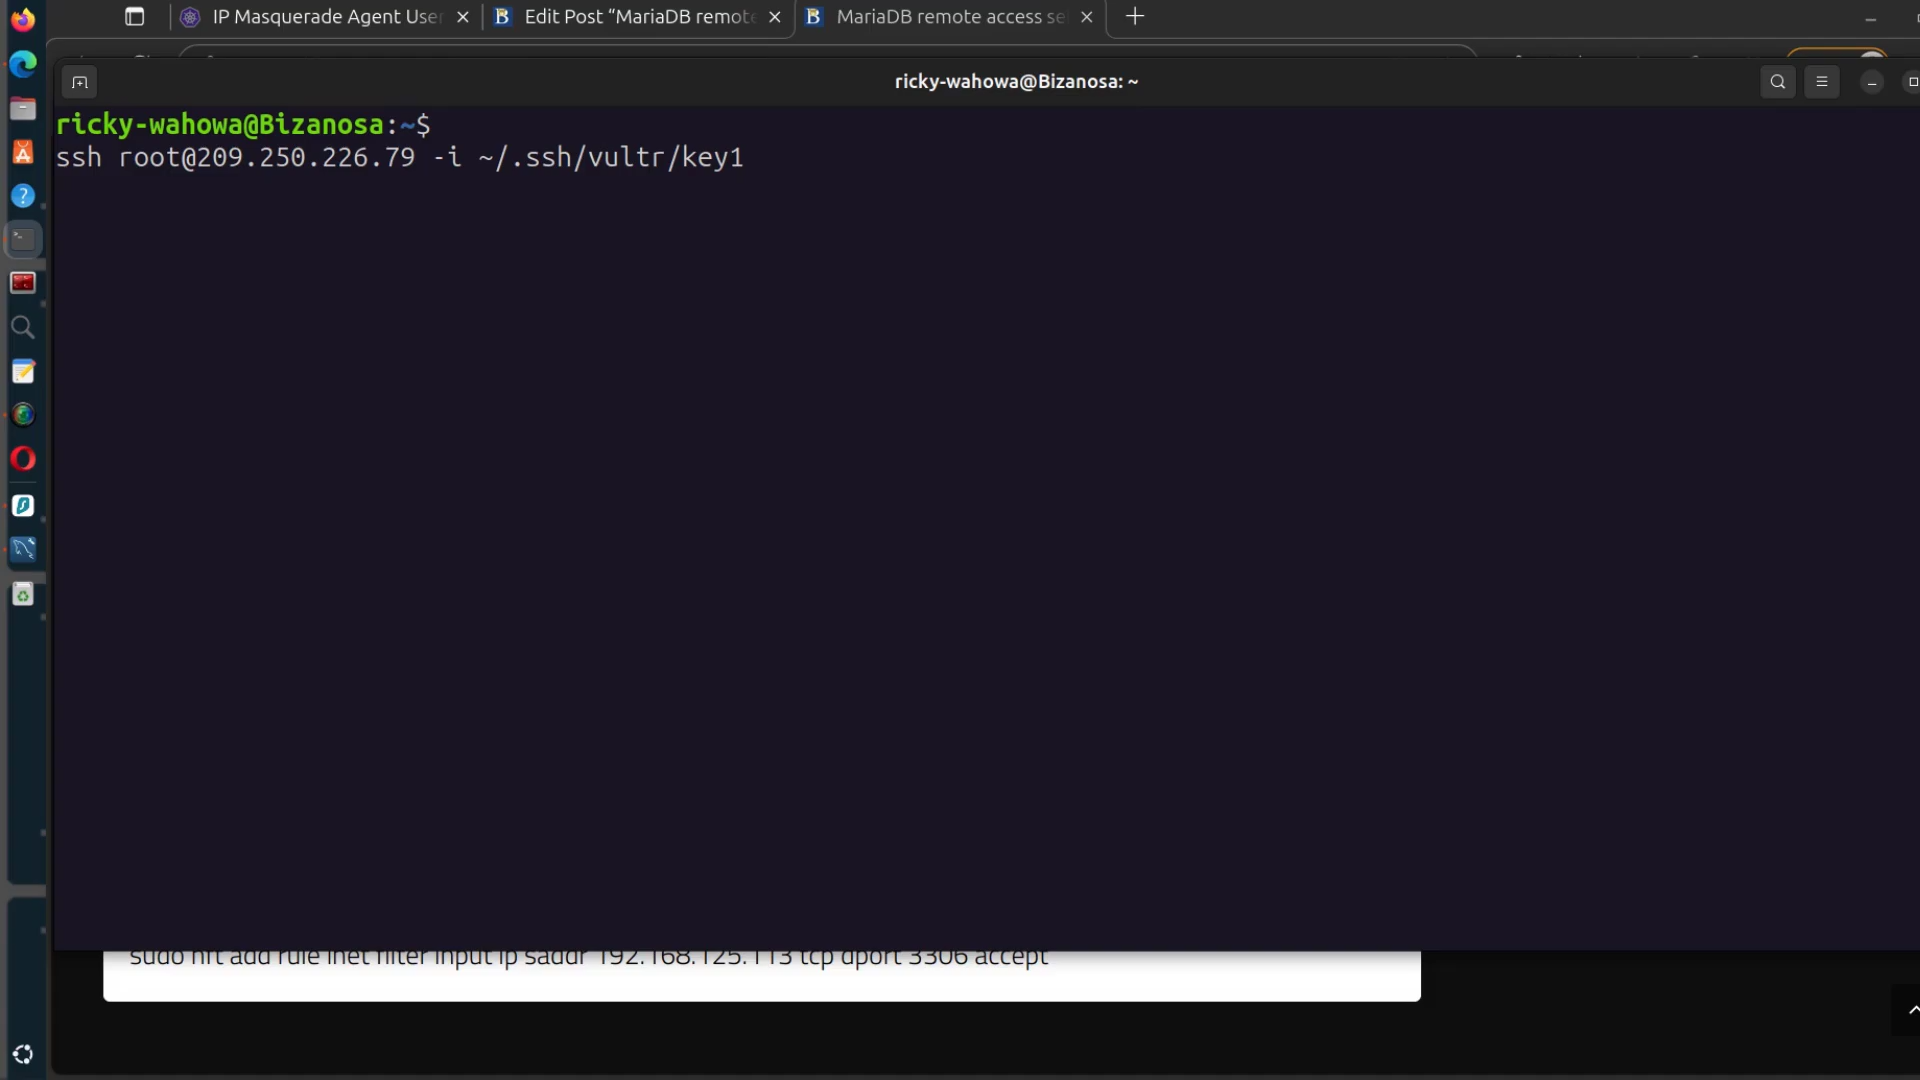 IP Masquerade Agent User
Edit Post “MariaDB remote
MariaDB remote access se
ricky-wahowa@Bizanosa: ~
ricky-wahowa@Bizanosa:~$
ssh root@209.250.226.79 -i ~/.ssh/vultr/key1
sudo nft add rule inet filter input ip saddr 192.168.125.113 tcp dport 3306 accept